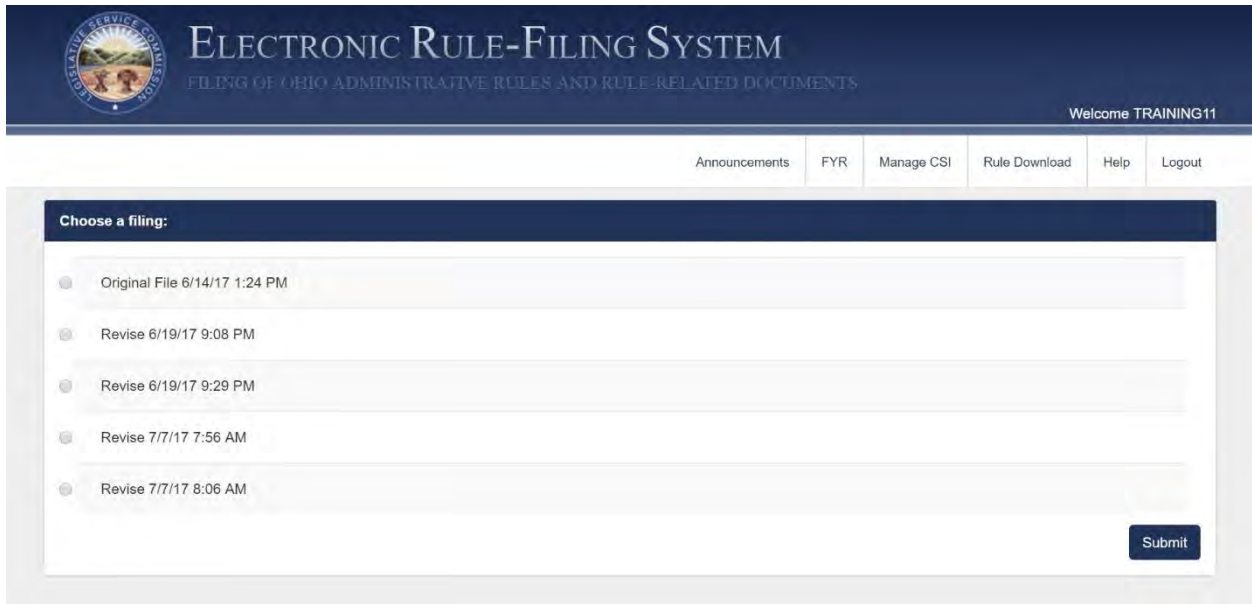 LEGISLATIVE SERVICE COMMISSION
ELECTRONIC RULE-FILING SYSTEM
FILING OF OHIO ADMINISTRATIVE RULES AND RULE-RELATED DOCUMENTS
Welcome TRAINING11
Announcements FYR Manage CSI Rule Download Help Logout
Choose a filing:
Original File 6/14/17 1:24 PM
Revise 6/19/17 9:08 PM
Revise 6/19/17 9:29 PM
Revise 7/7/17 7:56 AM
Revise 7/7/17 8:06 AM
Submit